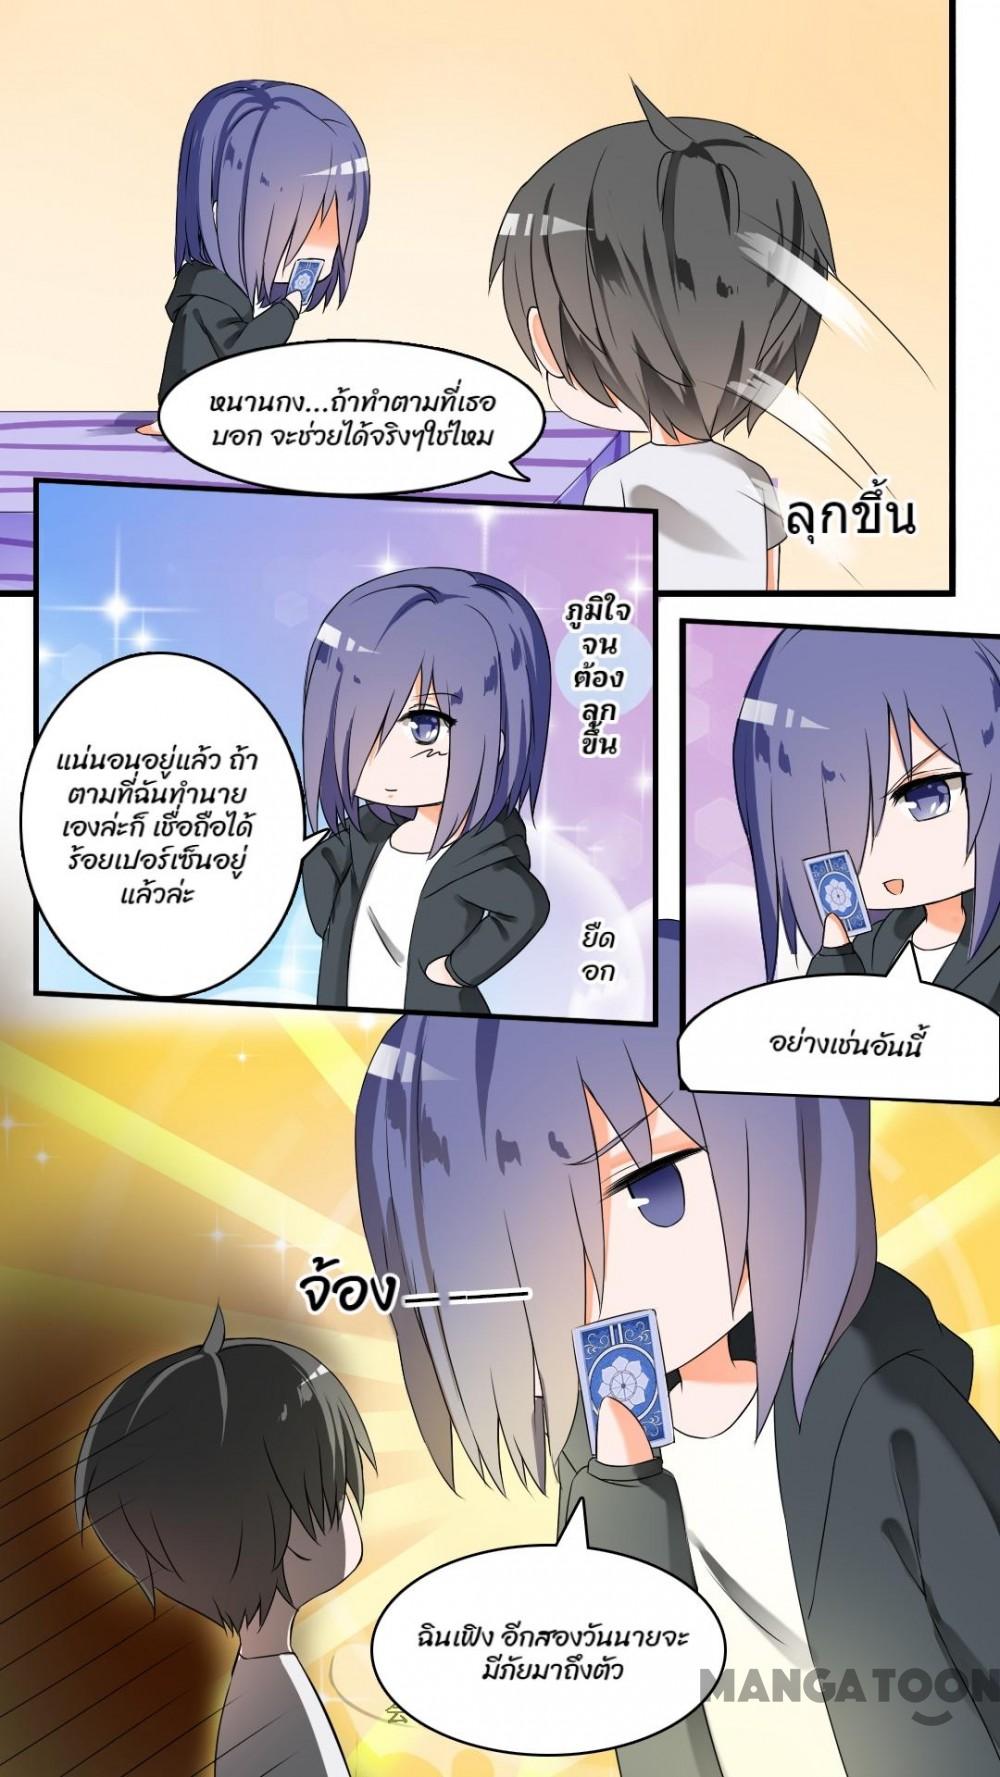 หนานกง...ถ้าทำตามที่เธอ
บอก จะช่วยได้จริงๆใช่ไหม
ลุกขึ้น
ภูมิใจ
จน
ต้อง
ลุก
ขึ้น
แน่นอนอยู่แล้ว ถ้า
ตามที่ฉันทำนาย
เองล่ะก็ เชื่อถือได้
ร้อยเปอร์เซ็นอยู่
แล้วล่ะ
ยืด
อก
อย่างเช่นอันนี้
จ้อง———
ฉินเฟิง อีกสองวันนายจะ
มีภัยมาถึงตัว
会
MANGATOON